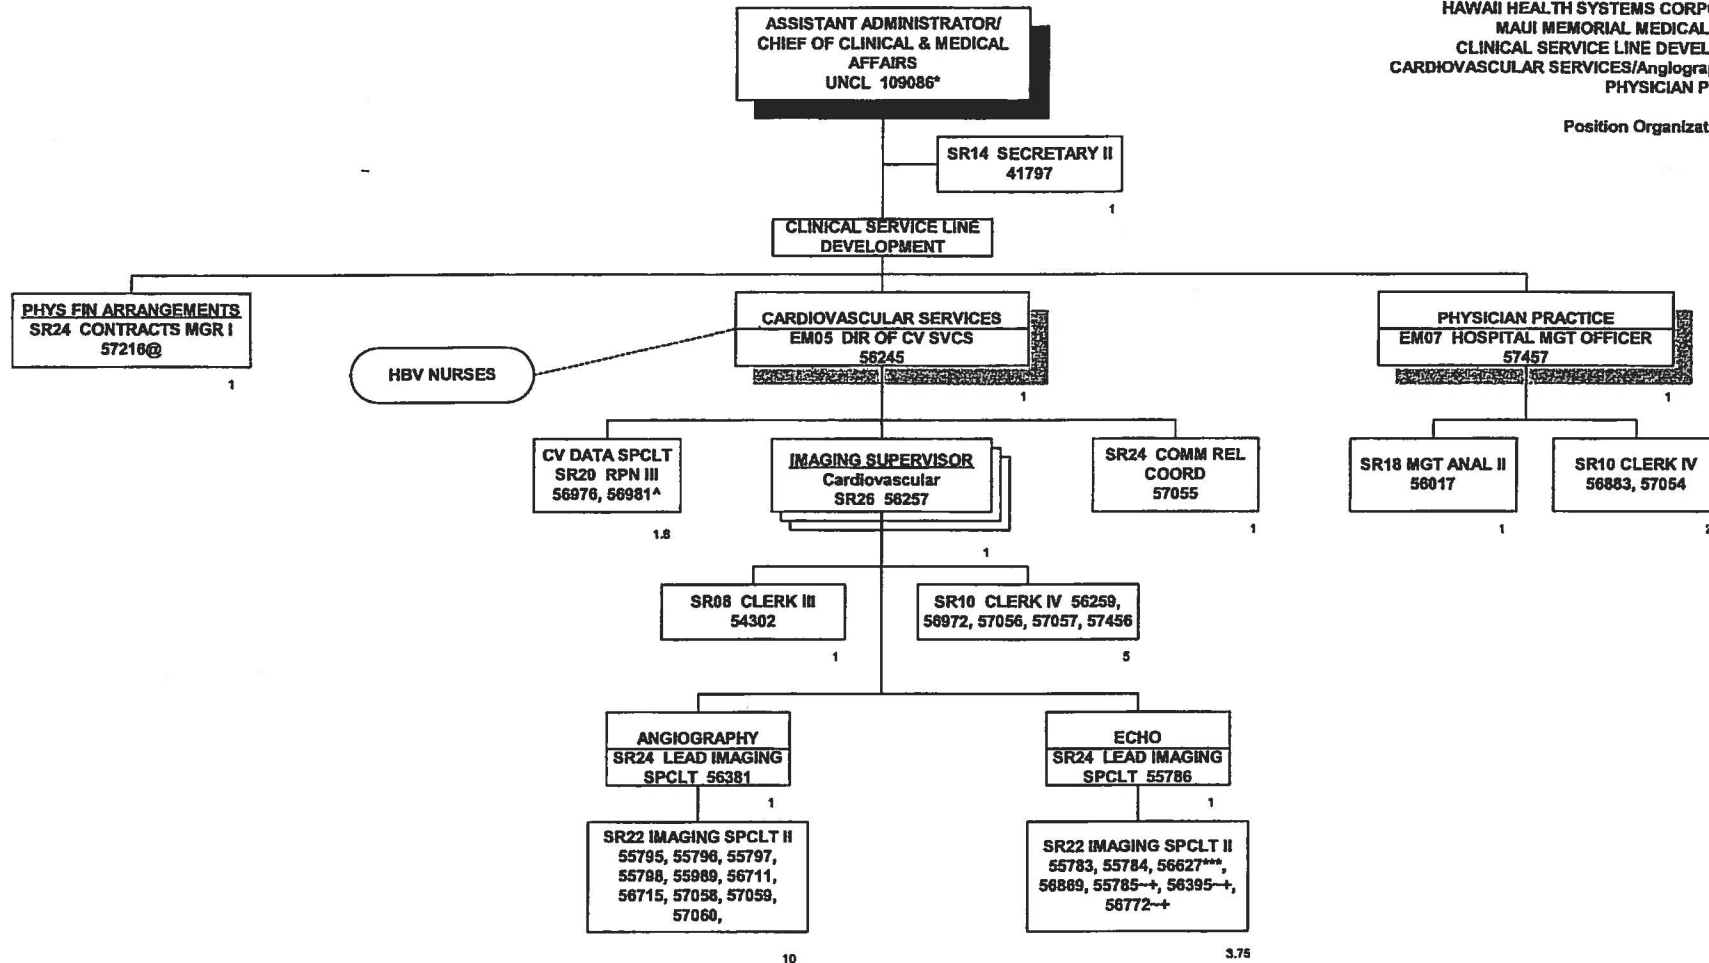 HAWAII HEALTH SYSTEMS CORP
MAUI MEMORIAL MEDICAL
CLINICAL SERVICE LINE DEVEL
CARDIOVASCULAR SERVICES/Angiogra
PHYSICIAN P
Position Organizat
ASSISTANT ADMINISTRATOR/
CHIEF OF CLINICAL & MEDICAL
AFFAIRS
UNCL 109086*
SR14 SECRETARY II
41797
1
CLINICAL SERVICE LINE
DEVELOPMENT
PHYS FIN ARRANGEMENTS
SR24 CONTRACTS MGR I
57216@
1
CARDIOVASCULAR SERVICES
EM05 DIR OF CV SVCS
56245
1
HBV NURSES
PHYSICIAN PRACTICE
EM07 HOSPITAL MGT OFFICER
57457
1
CV DATA SPCLT
SR20 RPN III
56976, 56981^
1.8
IMAGING SUPERVISOR
Cardiovascular
SR26 56257
1
SR24 COMM REL
COORD
57055
1
SR18 MGT ANAL II
56017
1
SR10 CLERK IV
56883, 57054
2
SR08 CLERK III
54302
1
SR10 CLERK IV 56259,
56972, 57056, 57057, 57456
5
ANGIOGRAPHY
SR24 LEAD IMAGING
SPCLT 56381
1
ECHO
SR24 LEAD IMAGING
SPCLT 55786
1
SR22 IMAGING SPCLT II
55795, 55796, 55797,
55798, 55989, 56711,
56715, 57058, 57059,
57060,
10
SR22 IMAGING SPCLT II
55783, 55784, 56627***,
56869, 55785~+, 56395~+,
56772~+
3.75